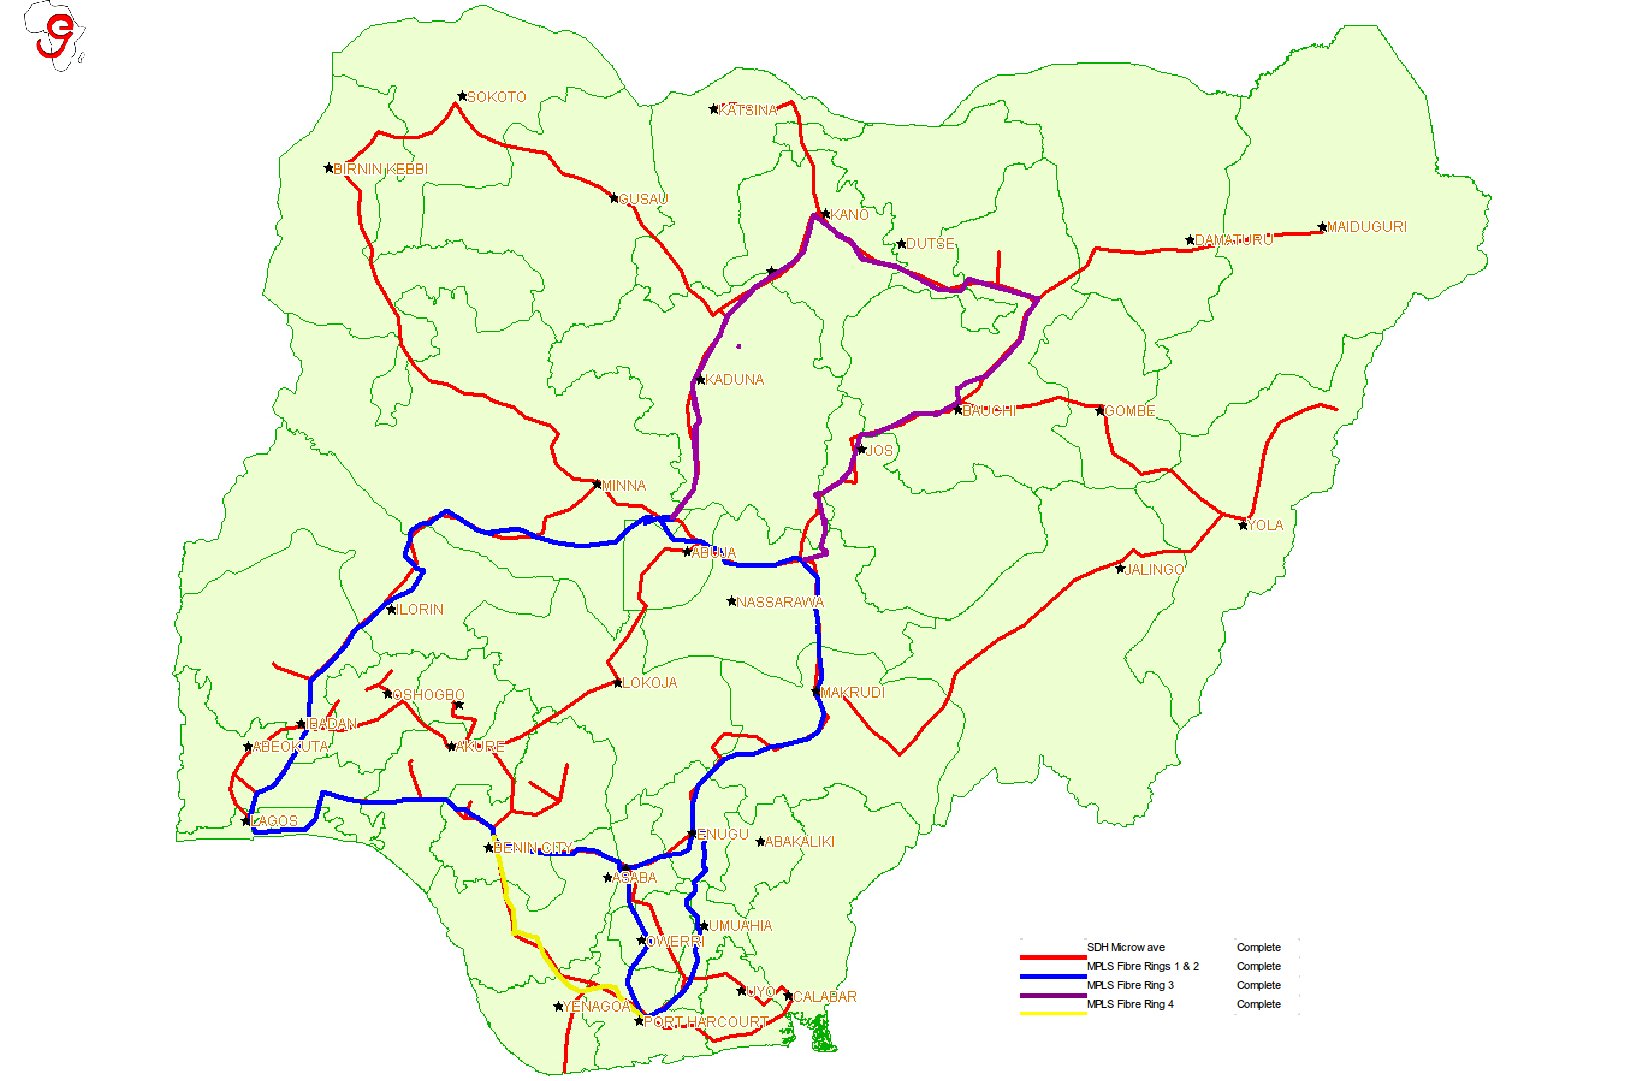 SOKOTO
KATSINA
BIRNIN KEBBI
GUSAU
KANO
DUTSE
DAMATURU
MAIDUGURI
KADUNA
BAUCHI
GOMBE
JOS
MINNA
YOLA
ABUJA
JALINGO
NASSARAWA
ILORIN
LOKOJA
OSHOGBO
MAKRUDI
IBADAN
ABEOKUTA
AKURE
LAGOS
ENUGU
ABAKALIKI
BENIN CITY
ASABA
UMUAHIA
OWERRI
UYO
CALABAR
YENAGOA
PORT HARCOURT
SDH Microwave Complete
MPLS Fibre Rings 1 & 2 Complete
MPLS Fibre Ring 3 Complete
MPLS Fibre Ring 4 Complete